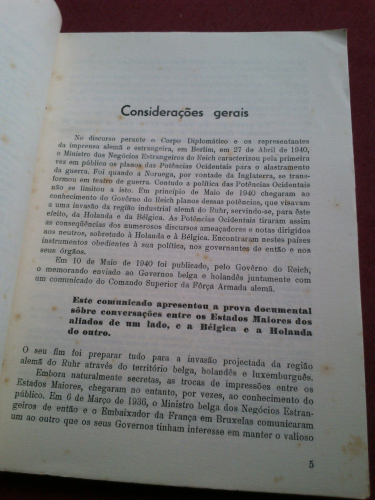 Considerações gerais
No discurso perante o Corpo Diplomático e os representantes
da imprensa alemã e estrangeira, em Berlim, em 27 de Abril de 1940,
o Ministro dos Negócios Estrangeiros do Reich caracterizou pela primeira
vez em público os planos das Potências Ocidentais para o alastramento
da guerra. Foi quando a Noruega, por vontade da Inglaterra, se trans-
formou em teatro de guerra. Contudo a política das Potências Ocidentais
não se limitou a isto. Em princípio de Maio de 1940 chegaram ao
conhecimento do Govêrno do Reich planos dessas potências, que visavam
a uma invasão da região industrial alemã do Ruhr, servindo-se, para êste
efeito, da Holanda e da Bélgica. As Potências Ocidentais tiraram assim
as conseqüências dos numerosos discursos ameaçadores e notas dirigidos
aos neutros, sobretudo à Holanda e à Bélgica. Encontraram nestes países
instrumentos obedientes à sua política, nos governantes de então e nos
seus órgãos.
Em 10 de Maio de 1940 foi publicado, pelo Govêrno do Reich,
o memorando enviado ao Governos belga e holandês juntamente com
um comunicado do Comando Superior da Fôrça Armada alemã.
Este comunicado apresentou a prova documental
sôbre conversações entre os Estados Maiores dos
aliados de um lado, e a Bélgica e a Holanda
do outro.
O seu fim foi preparar tudo para a invasão projectada da região
alemã do Ruhr através do território belga, holandês e luxemburguês.
Embora naturalmente secretas, as trocas de impressões entre os
Estados Maiores, chegaram no entanto, por vezes, ao conhecimento do
público. Em 6 de Março de 1936, o Ministro belga dos Negócios Estran-
geiros de então e o Embaixador da França em Bruxelas comunicaram
um ao outro que os seus Governos tinham interesse em manter o valioso
5